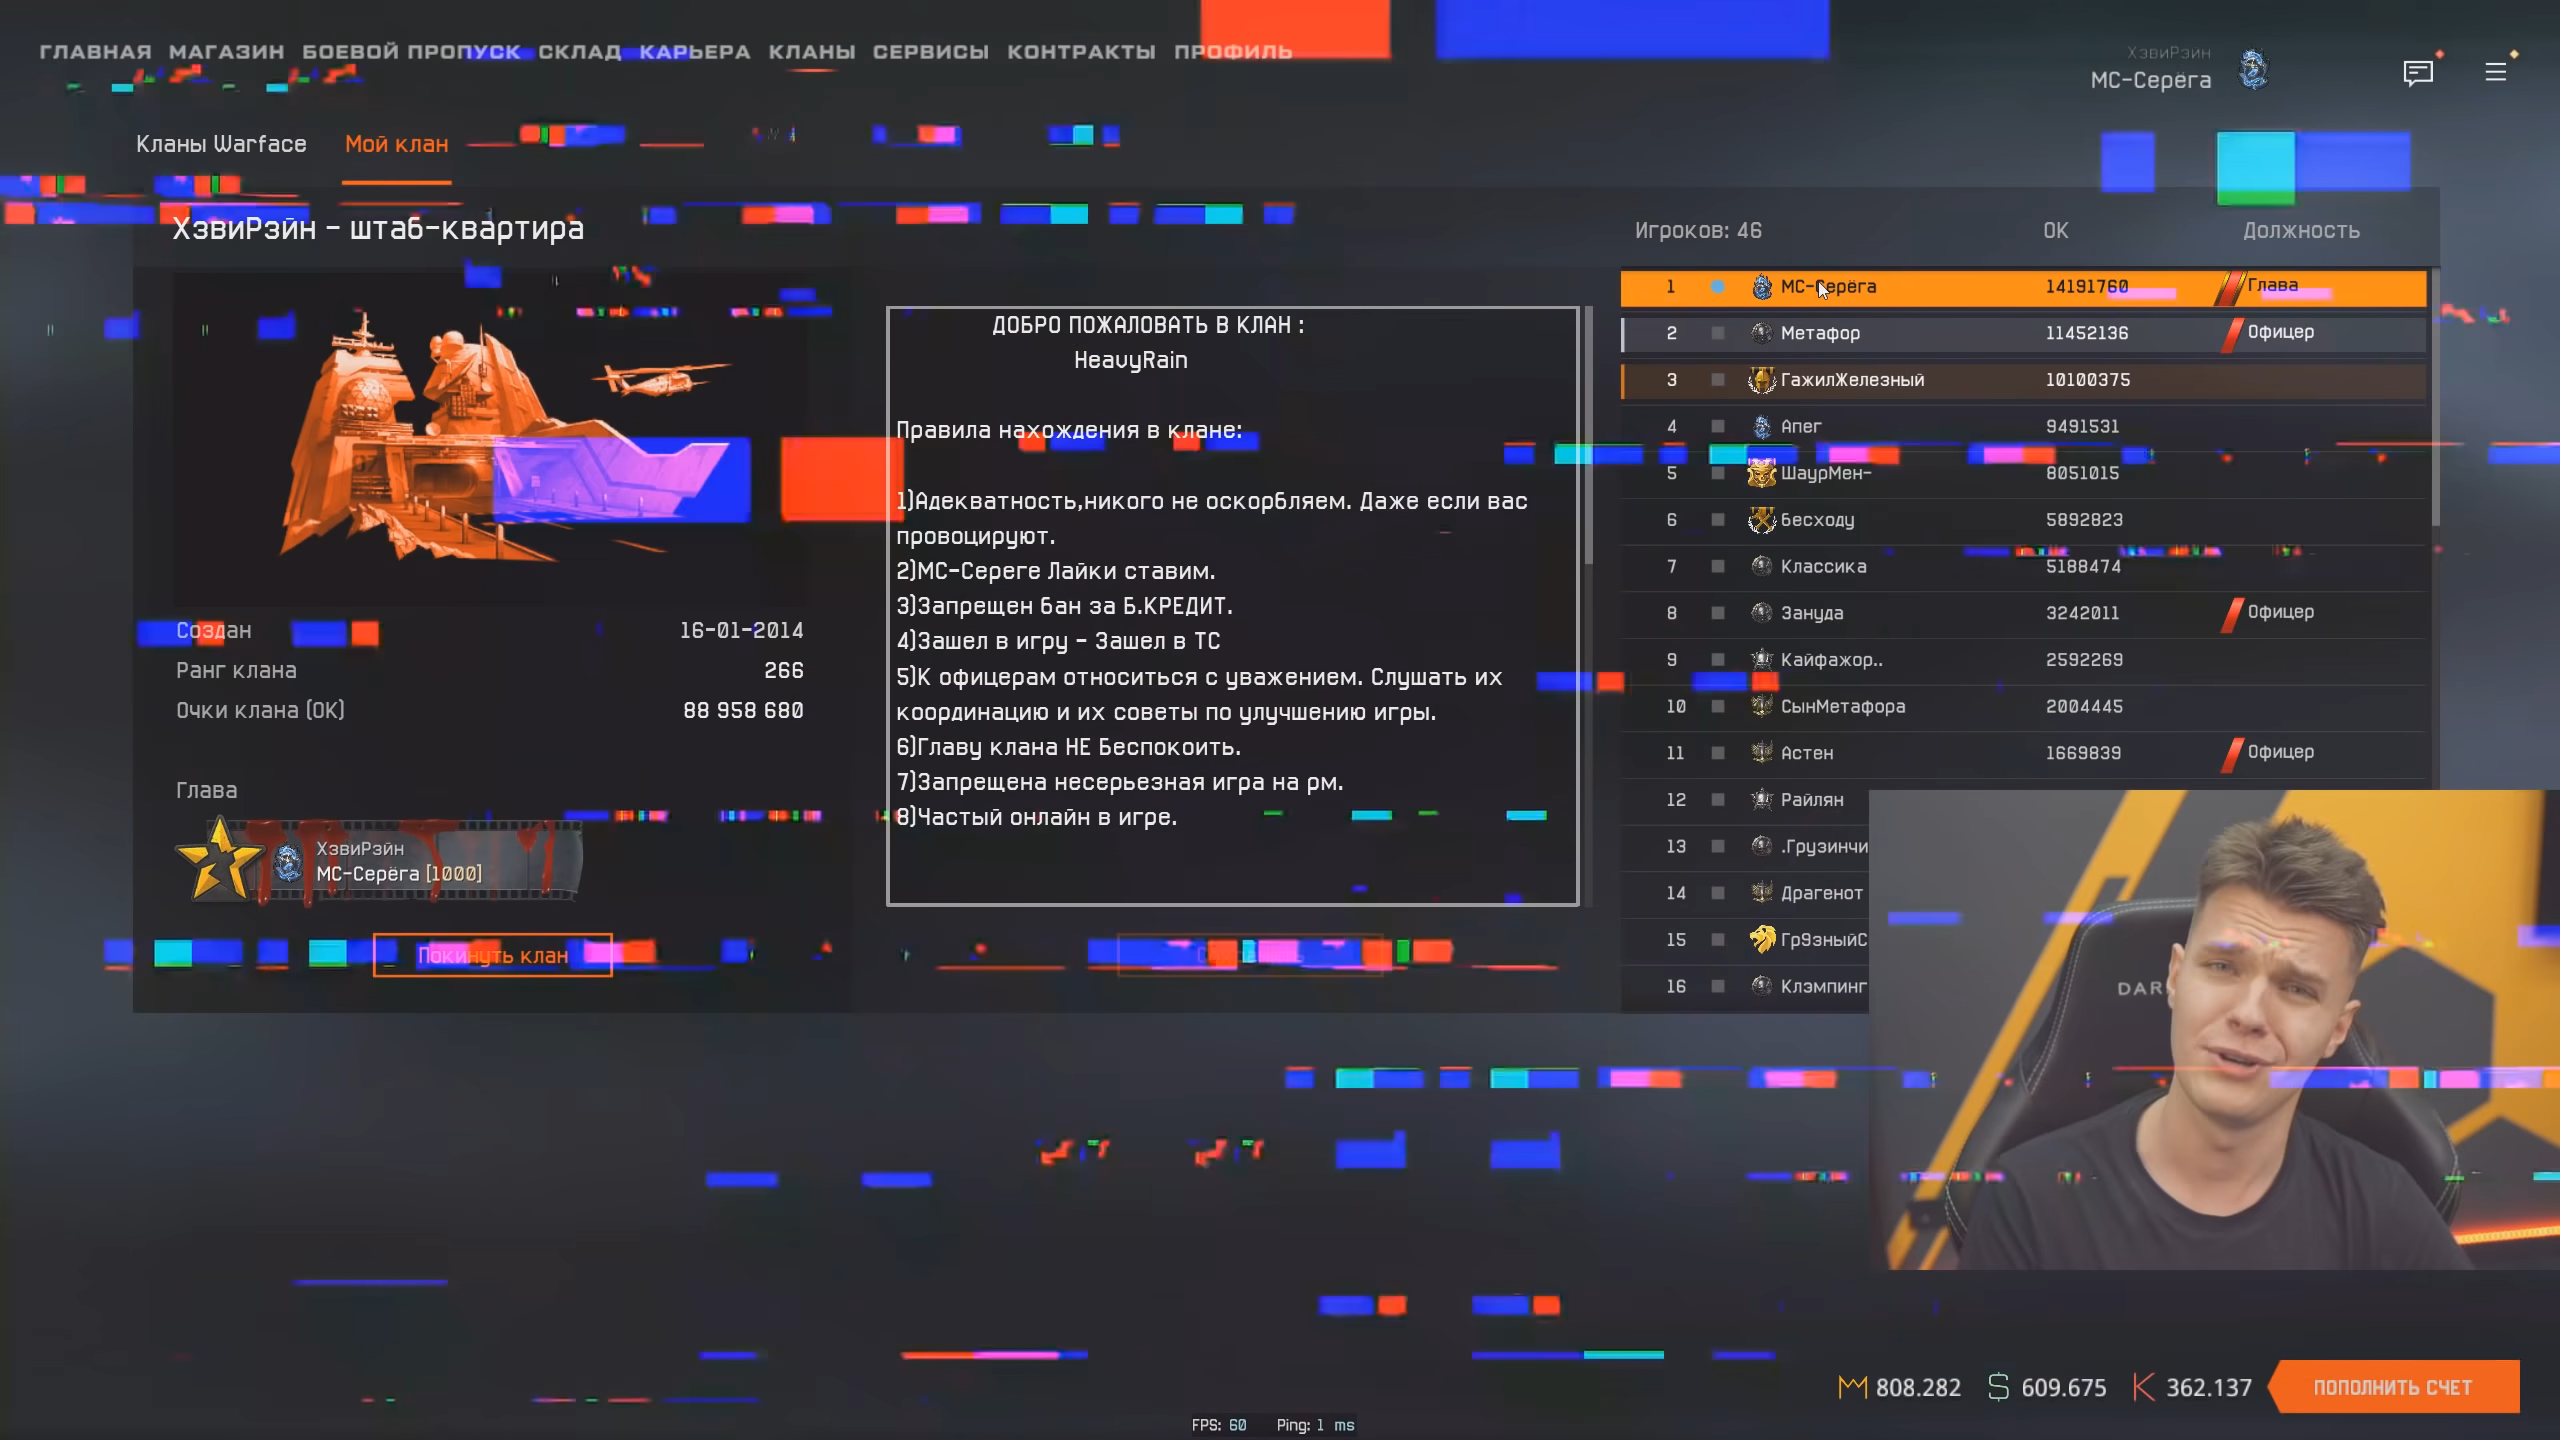 ГЛАВНАЯ МАГАЗИН БОЕВОЙ ПРОПУСК СКЛАД КАРЬЕРА КЛАНЫ СЕРВИСЫ КОНТРАКТЫ ПРОФИЛЬ
ХэвиРэйн
МС-Серёга
Кланы Warface Мой клан
ХэвиРэйн - штаб-квартира
Создан 16-01-2014
Ранг клана 266
Очки клана (ОК) 88 958 680
Глава
ХэвиРэйн
МС-Серёга [1000]
Покинуть клан
ДОБРО ПОЖАЛОВАТЬ В КЛАН :
HeavyRain
Правила нахождения в клане:
1)Адекватность,никого не оскорбляем. Даже если вас
провоцируют.
2)МС-Сереге Лайки ставим.
3)Запрещен бан за Б.КРЕДИТ.
4)Зашел в игру - Зашел в ТС
5)К офицерам относиться с уважением. Слушать их
координацию и их советы по улучшению игры.
6)Главу клана НЕ Беспокоить.
7)Запрещена несерьезная игра на рм.
8)Частый онлайн в игре.
Игроков: 46 ОК Должность
1 МС-Серёга 14191760 Глава
2 Метафор 11452136 Офицер
3 ГажилЖелезный 10100375
4 Апег 9491531
5 ШаурМен- 8051015
6 Бесходу 5892823
7 Классика 5188474
8 Зануда 3242011 Офицер
9 Кайфажор.. 2592269
10 СынМетафора 2004445
11 Астен 1669839 Офицер
12 Райлян
13 .Грузинчи
14 Драгенот
15 Гр9зныйС
16 Клэмпинг
DAR
808.282 609.675 362.137 ПОПОЛНИТЬ СЧЕТ
FPS: 60 Ping: 1 ms